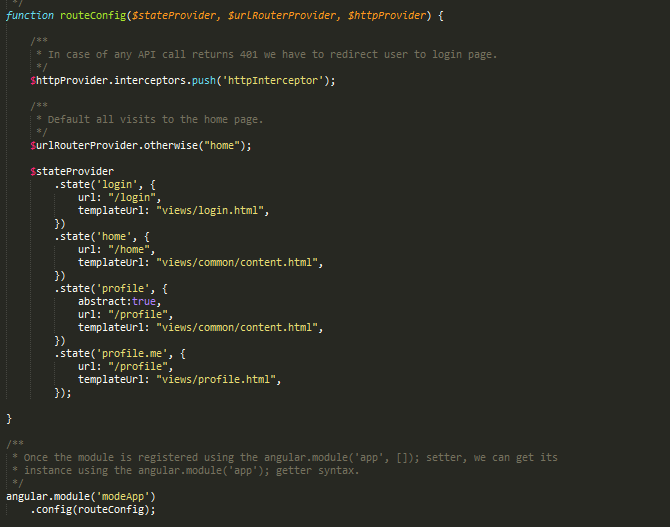 */
function routeConfig($stateProvider, $urlRouterProvider, $httpProvider) {
/**
* In case of any API call returns 401 we have to redirect user to login page.
*/
$httpProvider.interceptors.push('httpInterceptor');
/**
* Default all visits to the home page.
*/
$urlRouterProvider.otherwise("home");
$stateProvider
.state('login', {
url: "/login",
templateUrl: "views/login.html",
})
.state('home', {
url: "/home",
templateUrl: "views/common/content.html",
})
.state('profile', {
abstract:true,
url: "/profile",
templateUrl: "views/common/content.html",
})
.state('profile.me', {
url: "/profile",
templateUrl: "views/profile.html",
});
}
/**
* Once the module is registered using the angular.module('app', []); setter, we can get its
* instance using the angular.module('app'); getter syntax.
*/
angular.module('modeApp')
.config(routeConfig);